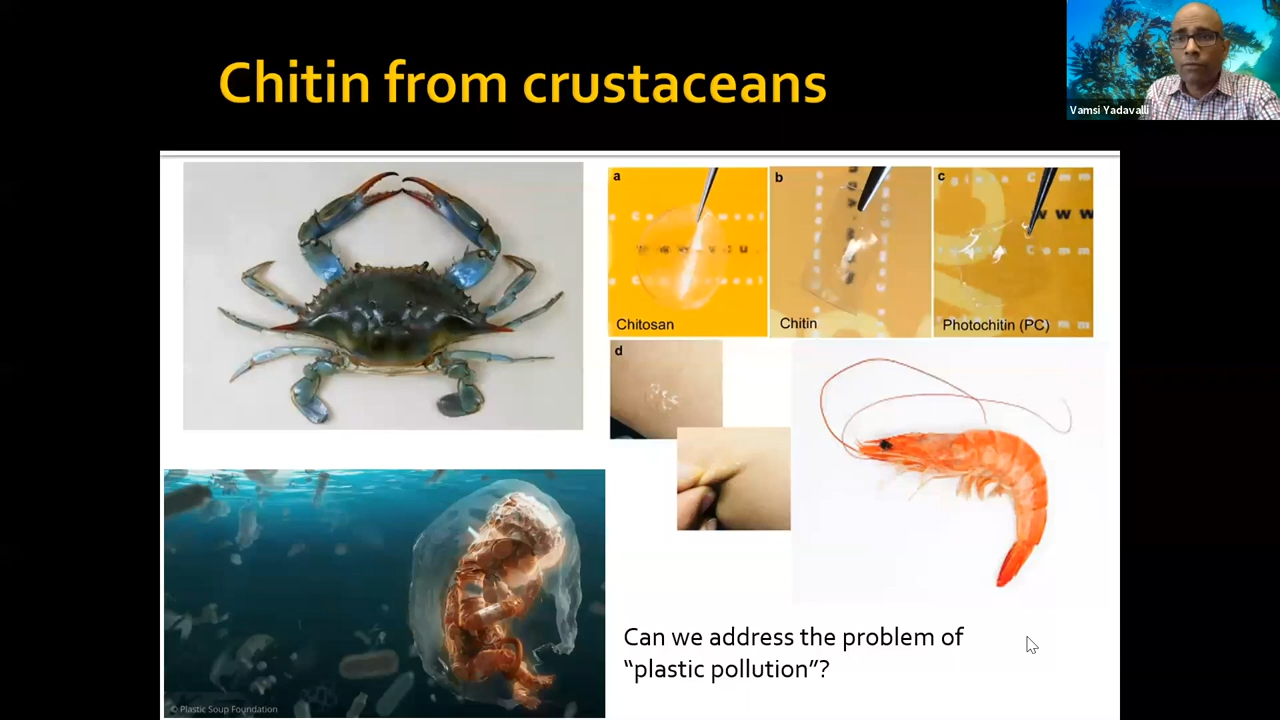 Chitin from crustaceans
Vamsi Yadavalli
a
b
c
Chitosan
Chitin
Photochitin (PC)
d
Can we address the problem of
“plastic pollution”?
© Plastic Soup Foundation